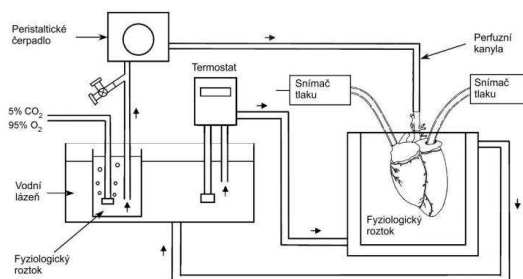 Peristaltické
čerpadlo
Perfuzní
kanyla
Termostat
Snímač
tlaku
Snímač
tlaku
5% CO2
95% O2
Vodní
lázeň
Fyziologický
roztok
Fyziologický
roztok